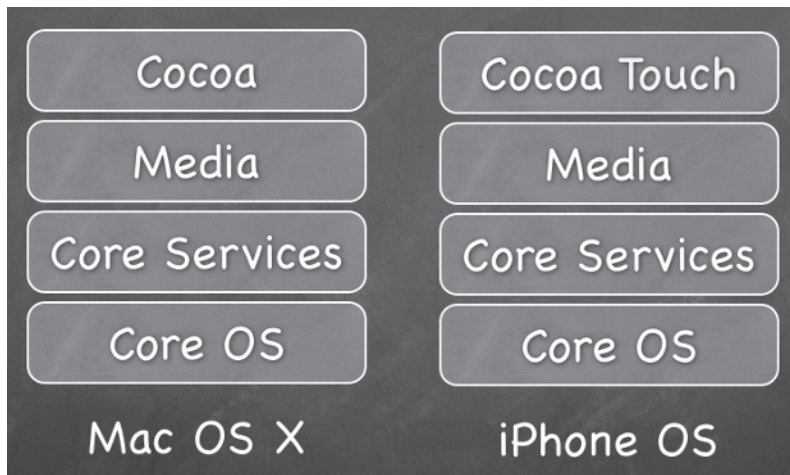 Cocoa
Media
Core Services
Core OS
Mac OS X
Cocoa Touch
Media
Core Services
Core OS
iPhone OS